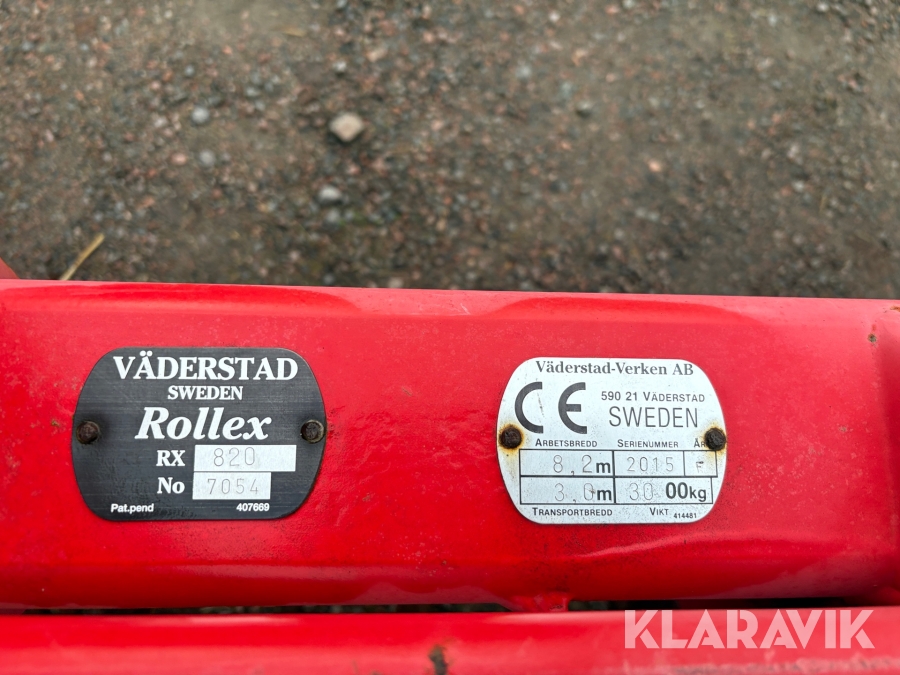 VÄDERSTAD
SWEDEN
Rollex
RX 820
No 7054
Pat.pend 407669
Väderstad-Verken AB
CE 590 21 VÄDERSTAD
SWEDEN
ARBETSBREDD SERIENUMMER ÅR
8,2m 2015 F
3,0m 3000kg
TRANSPORTBREDD VIKT 414481
KLARAVIK